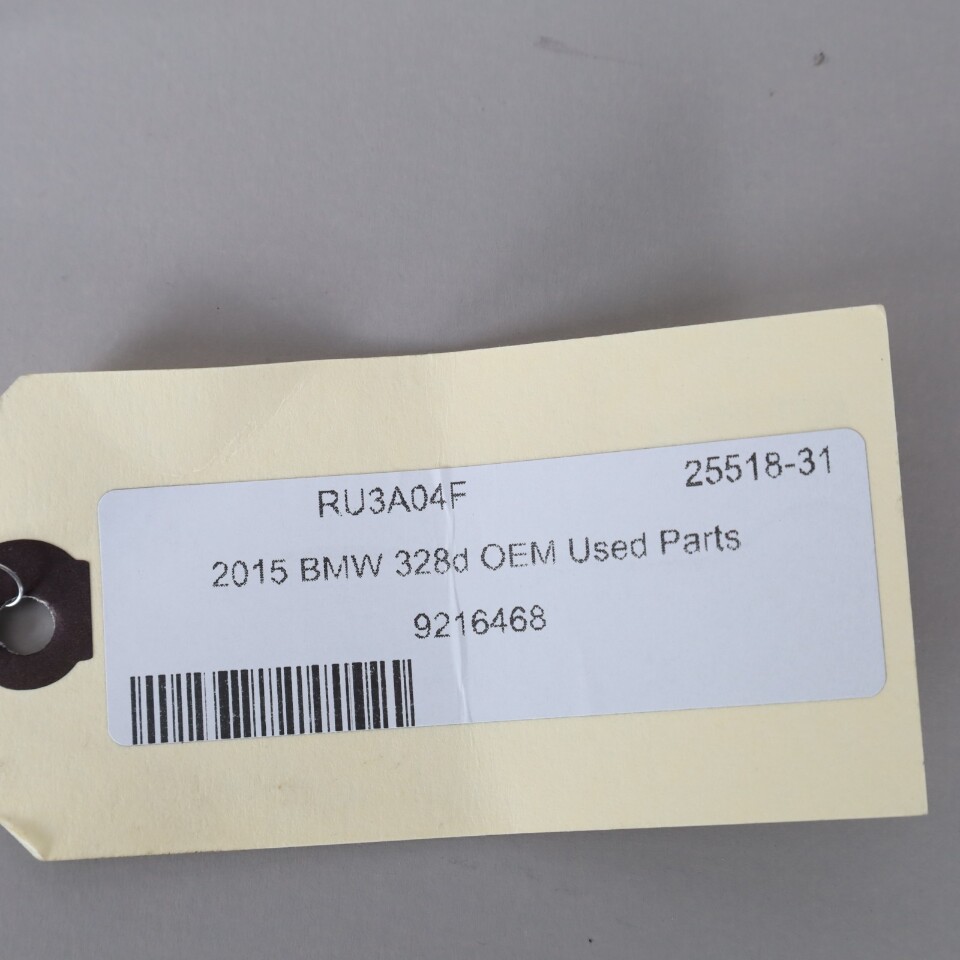 RU3A04F 25518-31
2015 BMW 328d OEM Used Parts
9216468